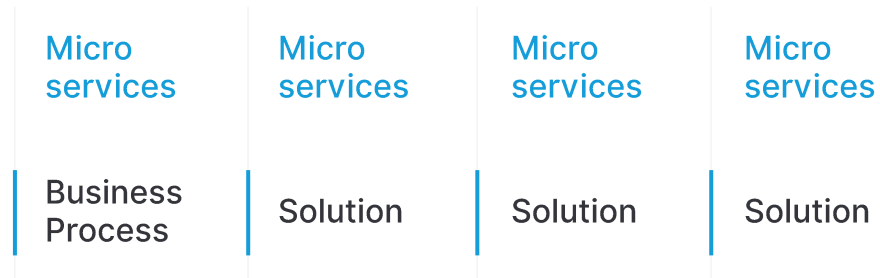 Micro
services
Micro
services
Micro
services
Micro
services
Business
Process
Solution
Solution
Solution